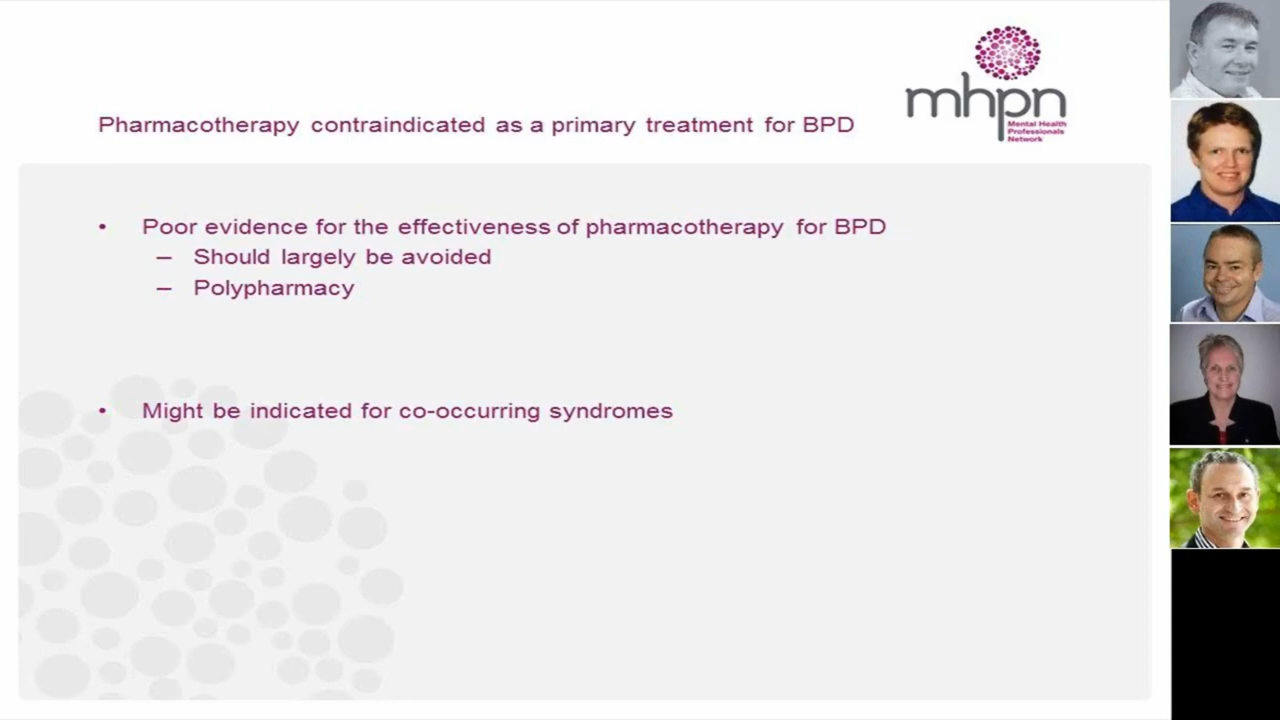 mhpn
Mental Health
Professionals
Network
Pharmacotherapy contraindicated as a primary treatment for BPD
• Poor evidence for the effectiveness of pharmacotherapy for BPD
– Should largely be avoided
– Polypharmacy
• Might be indicated for co-occurring syndromes